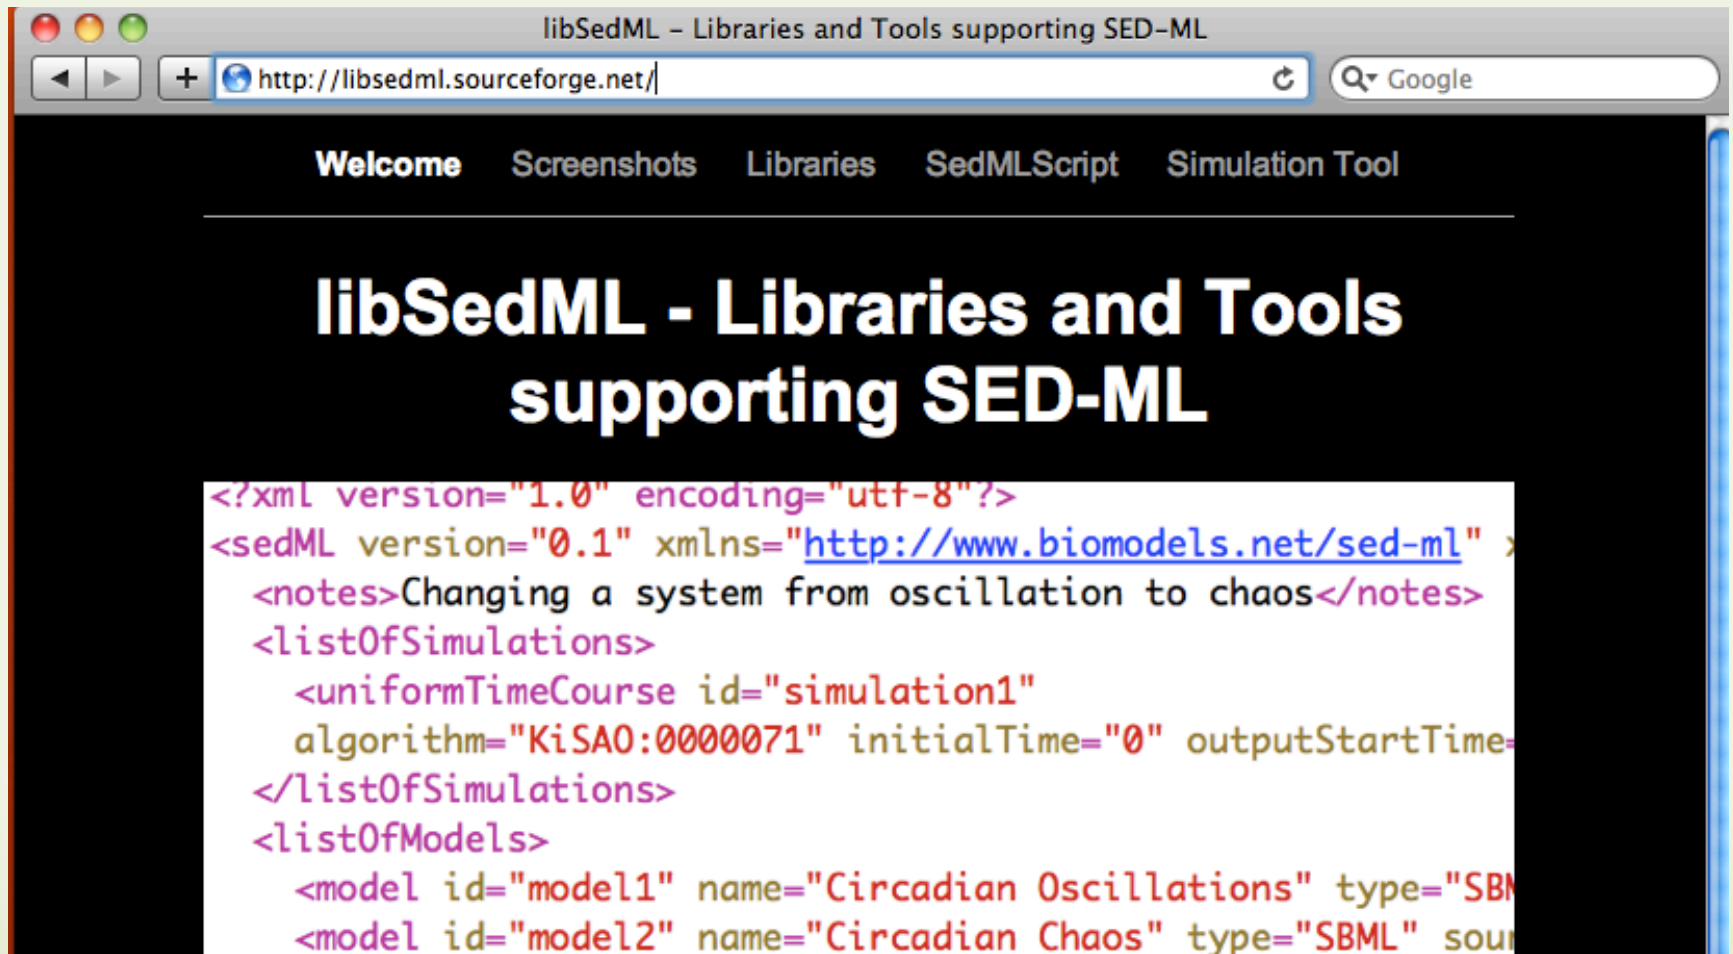 libSedML – Libraries and Tools supporting SED-ML
http://libsedml.sourceforge.net/
Google
Welcome Screenshots Libraries SedMLScript Simulation Tool
libSedML - Libraries and Tools
supporting SED-ML
<?xml version="1.0" encoding="utf-8"?>
<sedML version="0.1" xmlns="http://www.biomodels.net/sed-ml"
<notes>Changing a system from oscillation to chaos</notes>
<listOfSimulations>
<uniformTimeCourse id="simulation1"
algorithm="KiSAO:0000071" initialTime="0" outputStartTime=
</listOfSimulations>
<listOfModels>
<model id="model1" name="Circadian Oscillations" type="SB
<model id="model2" name="Circadian Chaos" type="SBML" sou